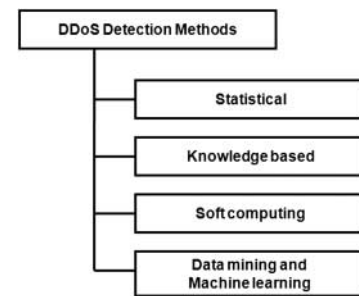 DDoS Detection Methods
Statistical
Knowledge based
Soft computing
Data mining and
Machine learning